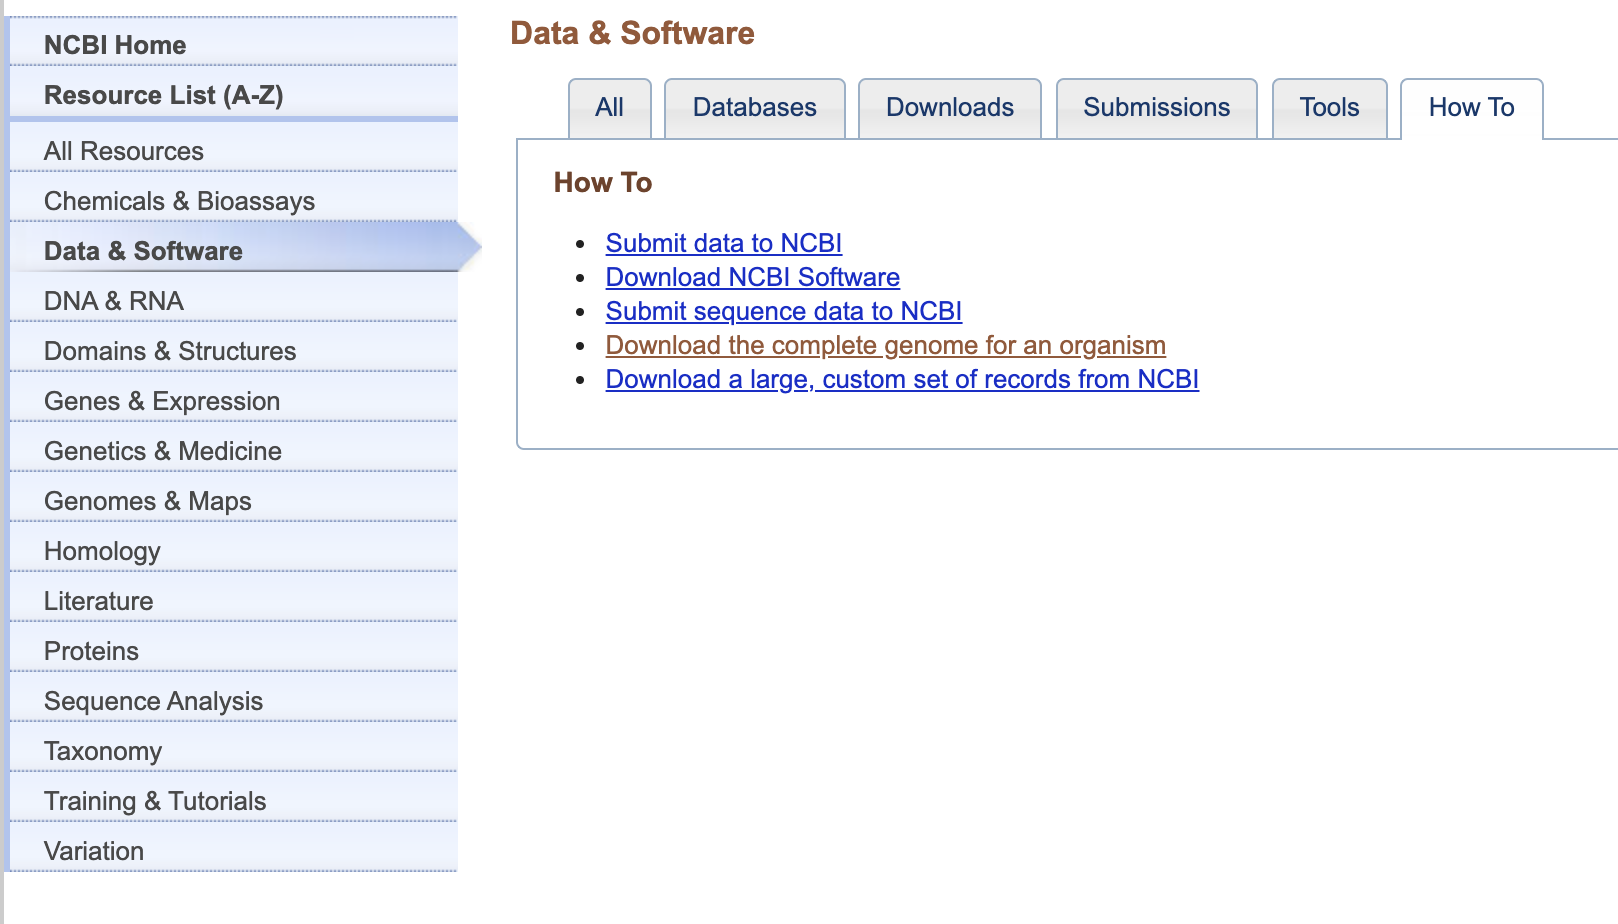 NCBI Home
Resource List (A-Z)
All Resources
Chemicals & Bioassays
Data & Software
DNA & RNA
Domains & Structures
Genes & Expression
Genetics & Medicine
Genomes & Maps
Homology
Literature
Proteins
Sequence Analysis
Taxonomy
Training & Tutorials
Variation
Data & Software
All
Databases
Downloads
Submissions
Tools
How To
How To
Submit data to NCBI
Download NCBI Software
Submit sequence data to NCBI
Download the complete genome for an organism
Download a large, custom set of records from NCBI